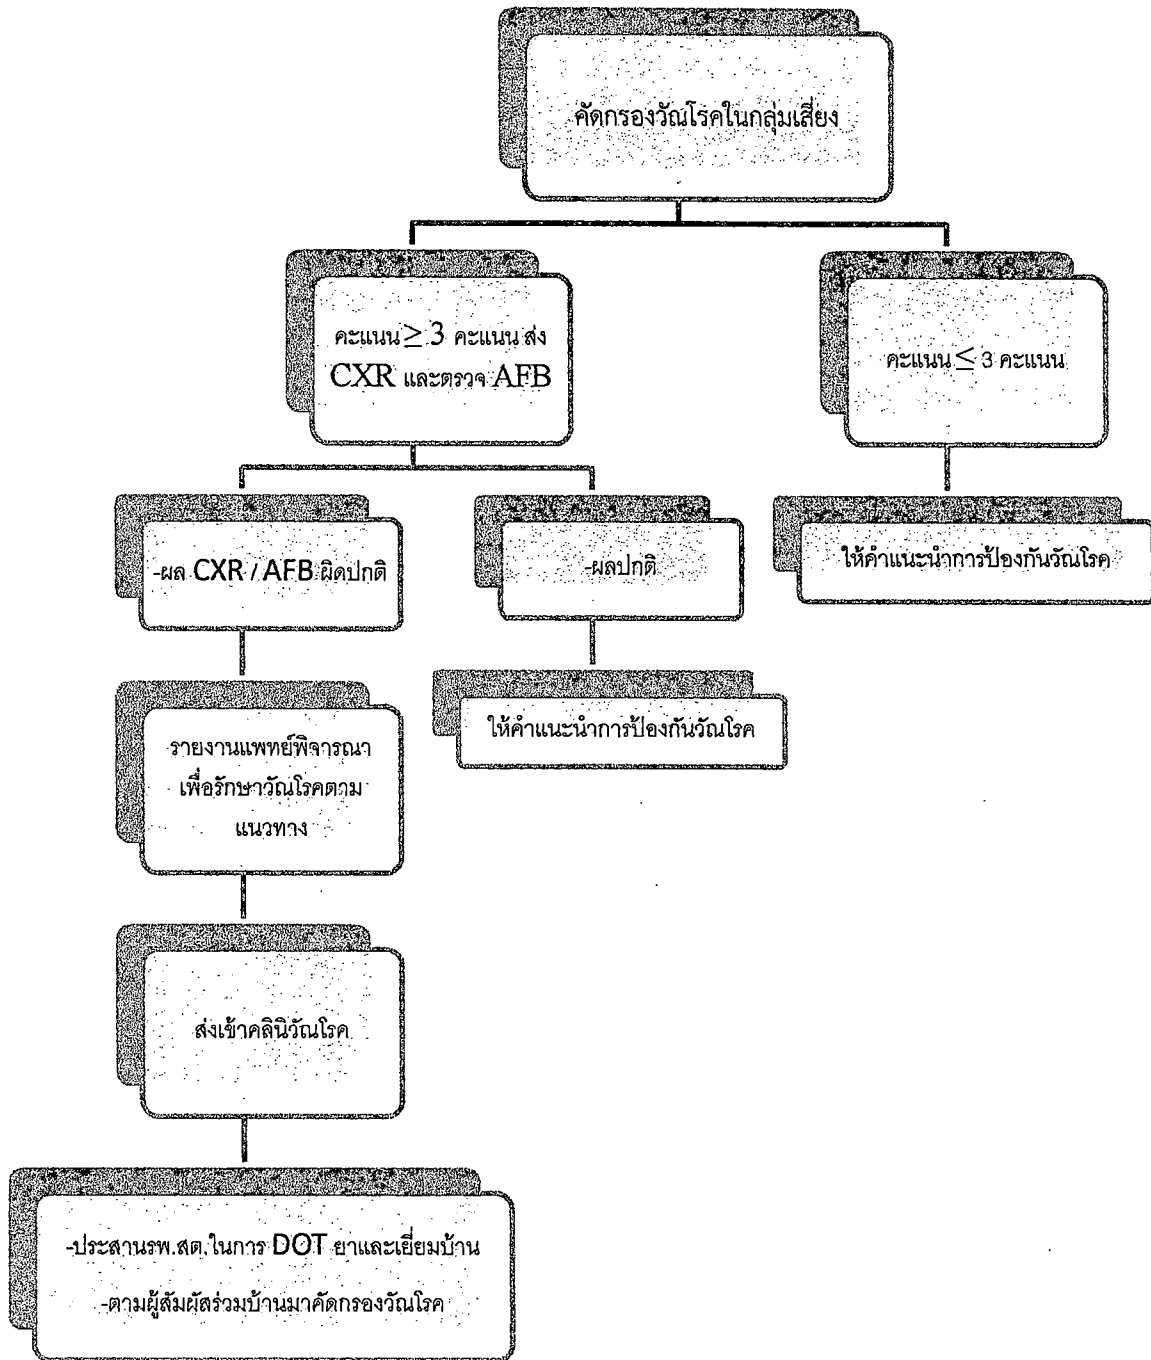 คัดกรองวัณโรคในกลุ่มเสี่ยง
คะแนน ≥ 3 คะแนน ส่ง
CXR และตรวจ AFB
คะแนน ≤ 3 คะแนน
-ผล CXR / AFB ผิดปกติ
-ผลปกติ
ให้คำแนะนำการป้องกันวัณโรค
รายงานแพทย์พิจารณา
เพื่อรักษาวัณโรคตาม
แนวทาง
ให้คำแนะนำการป้องกันวัณโรค
ส่งเข้าคลินิวัณโรค
-ประสานรพ.สต.ในการ DOT ยาและเยี่ยมบ้าน
-ตามผู้สัมผัสร่วมบ้านมาคัดกรองวัณโรค